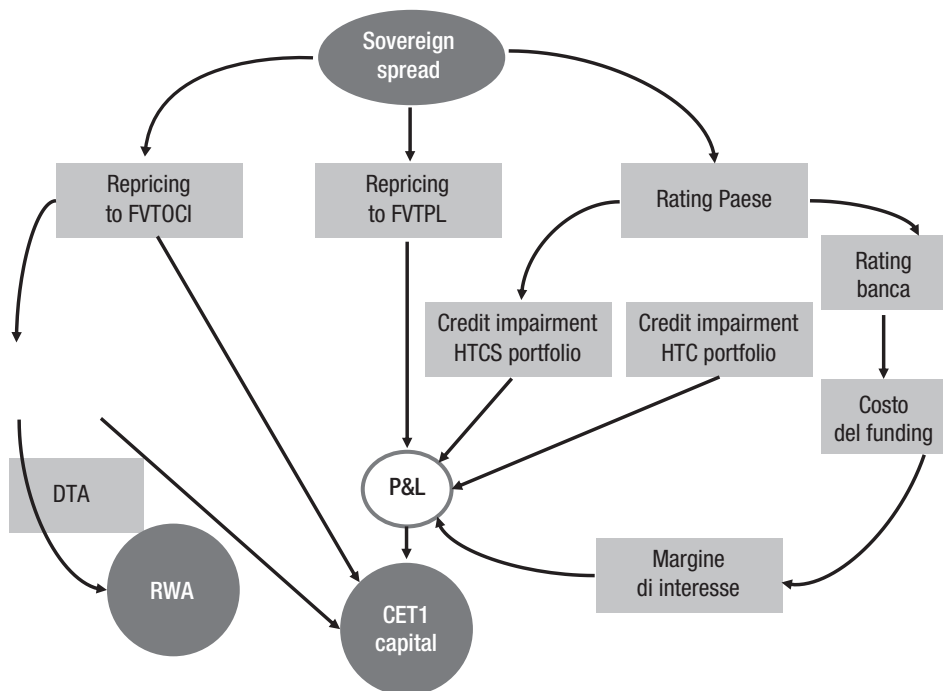 Sovereign
spread
Repricing
to FVTOCI
Repricing
to FVTPL
Rating Paese
Rating
banca
Credit impairment
HTCS portfolio
Credit impairment
HTC portfolio
Costo
del funding
DTA
P&L
RWA
CET1
capital
Margine
di interesse